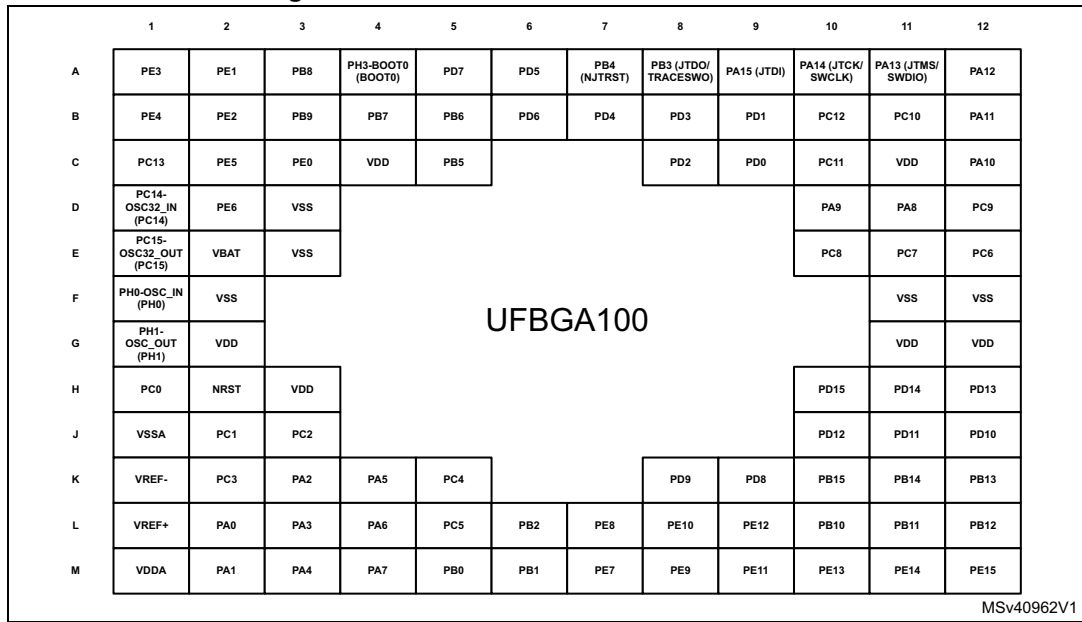 1 2 3 4 5 6 7 8 9 10 11 12
A PE3 PE1 PB8 PH3-BOOT0 (BOOT0) PD7 PD5 PB4 (NJTRST) PB3 (JTDO/ TRACESWO) PA15 (JTDI) PA14 (JTCK/ SWCLK) PA13 (JTMS/ SWDIO) PA12
B PE4 PE2 PB9 PB7 PB6 PD6 PD4 PD3 PD1 PC12 PC10 PA11
C PC13 PE5 PE0 VDD PB5 PD2 PD0 PC11 VDD PA10
D PC14- OSC32_IN (PC14) PE6 VSS PA9 PA8 PC9
E PC15- OSC32_OUT (PC15) VBAT VSS PC8 PC7 PC6
F PH0-OSC_IN (PH0) VSS VSS VSS
UFBGA100
G PH1- OSC_OUT (PH1) VDD VDD VDD
H PC0 NRST VDD PD15 PD14 PD13
J VSSA PC1 PC2 PD12 PD11 PD10
K VREF- PC3 PA2 PA5 PC4 PD9 PD8 PB15 PB14 PB13
L VREF+ PA0 PA3 PA6 PC5 PB2 PE8 PE10 PE12 PB10 PB11 PB12
M VDDA PA1 PA4 PA7 PB0 PB1 PE7 PE9 PE11 PE13 PE14 PE15
MSv40962V1